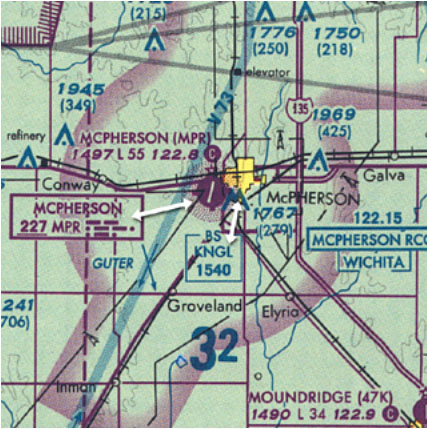 (215)
1776
(250)
1750
(218)
elevator
1945
(349)
V 73
135
1969
(425)
refinery
MCPHERSON (MPR)
1497 L 55 122.8 C
A
Conway
Galva
MCPHERSON
227 MPR
McPHERSON
1767
(279)
122.15
MCPHERSON RCO
WICHITA
BS
KNGL
1540
GUTER
A
241
706)
Groveland
Elyria
A
32
Inman
MOUNDRIDGE (47K)
1490 L 34 122.9 C